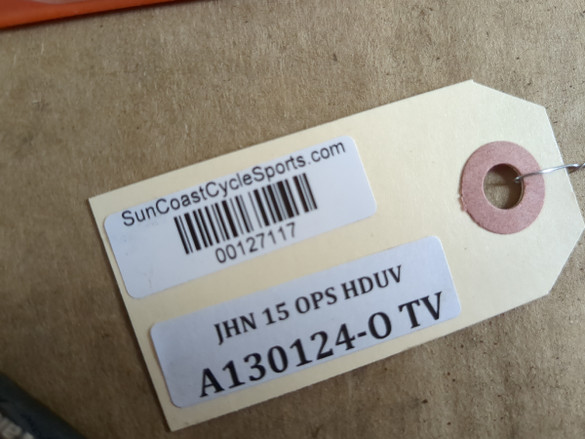 SunCoastCycleSports.com
00127117
JHN 15 OPS HDUV
A130124-O TV